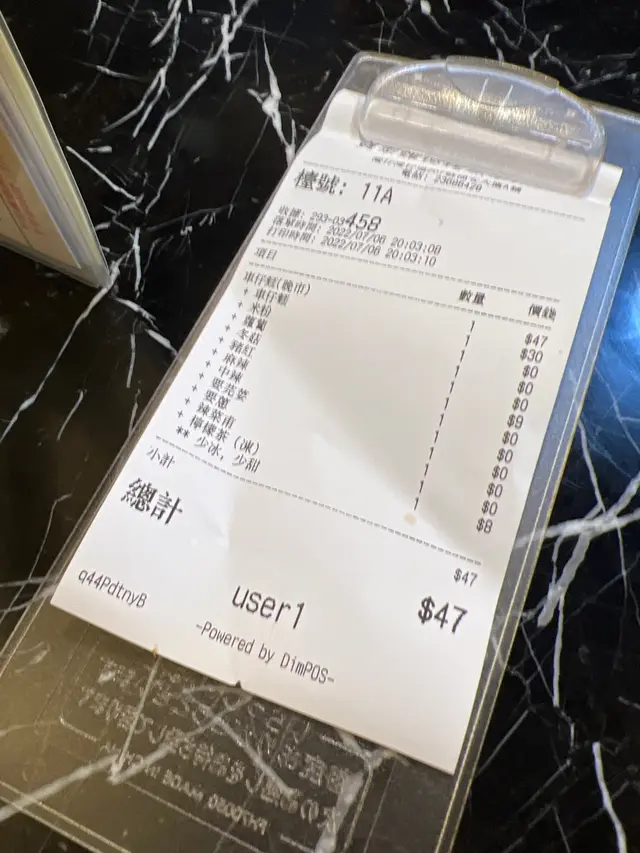 電話: 23088420
檯號: 11A
收據: 293-03458
落單時間: 2022/07/06 20:03:08
打印時間: 2022/07/06 20:03:10
項目 數量 價錢
車仔麵(晚市) 1 $47
+ 車仔麵 1 $30
+ 米粉 1 $0
+ 蘿蔔 1 $0
+ 冬菇 1 $0
+ 豬紅 1 $9
+ 麻辣 1 $0
+ 中辣 1 $0
+ 要芫荽 1 $0
+ 要蔥 1 $0
+ 辣菜甫 1 $0
+ 檸檬茶 (凍) 1 $8
** 少冰, 少甜
小計 $47
總計 $47
q44PdtnyB user1
-Powered by DimPOS-